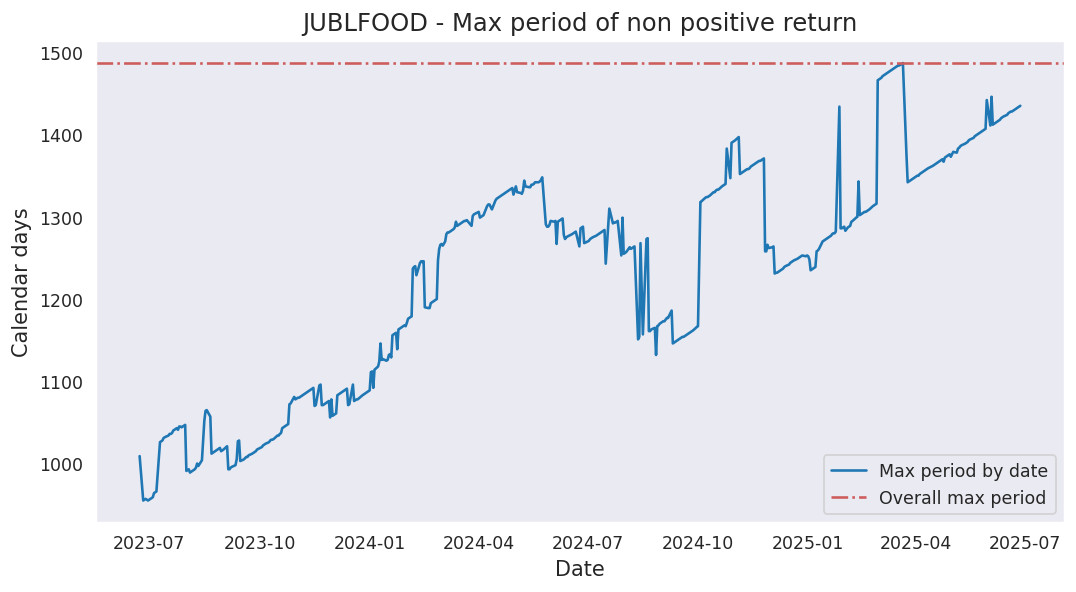 JUBLFOOD - Max period of non positive return
Calendar days
1500
1400
1300
1200
1100
1000
2023-07 2023-10 2024-01 2024-04 2024-07 2024-10 2025-01 2025-04 2025-07
Date
Max period by date
Overall max period